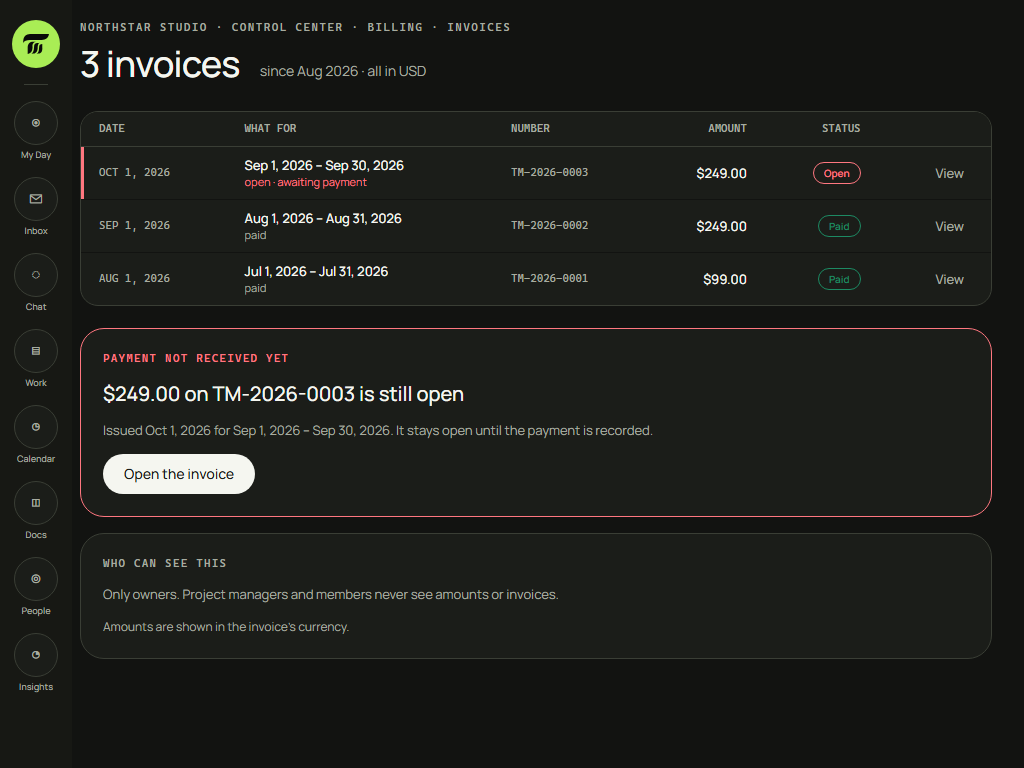 NORTHSTAR STUDIO · CONTROL CENTER · BILLING · INVOICES
3 invoices since Aug 2026 · all in USD
DATE WHAT FOR NUMBER AMOUNT STATUS
OCT 1, 2026 Sep 1, 2026 – Sep 30, 2026 TM-2026-0003 $249.00 Open View
open · awaiting payment
SEP 1, 2026 Aug 1, 2026 – Aug 31, 2026 TM-2026-0002 $249.00 Paid View
paid
AUG 1, 2026 Jul 1, 2026 – Jul 31, 2026 TM-2026-0001 $99.00 Paid View
paid
PAYMENT NOT RECEIVED YET
$249.00 on TM-2026-0003 is still open
Issued Oct 1, 2026 for Sep 1, 2026 – Sep 30, 2026. It stays open until the payment is recorded.
Open the invoice
WHO CAN SEE THIS
Only owners. Project managers and members never see amounts or invoices.
Amounts are shown in the invoice's currency.
My Day
Inbox
Chat
Work
Calendar
Docs
People
Insights